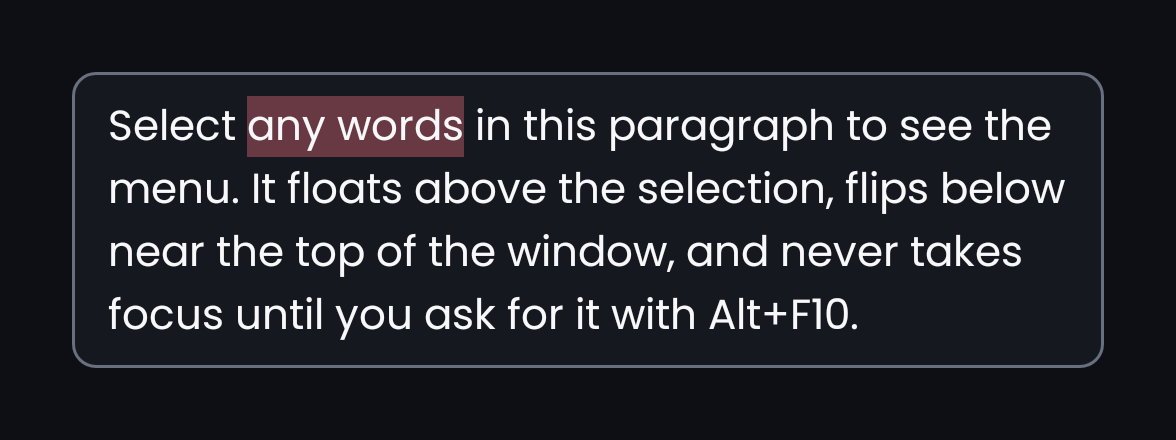 Select any words in this paragraph to see the
menu. It floats above the selection, flips below
near the top of the window, and never takes
focus until you ask for it with Alt+F10.